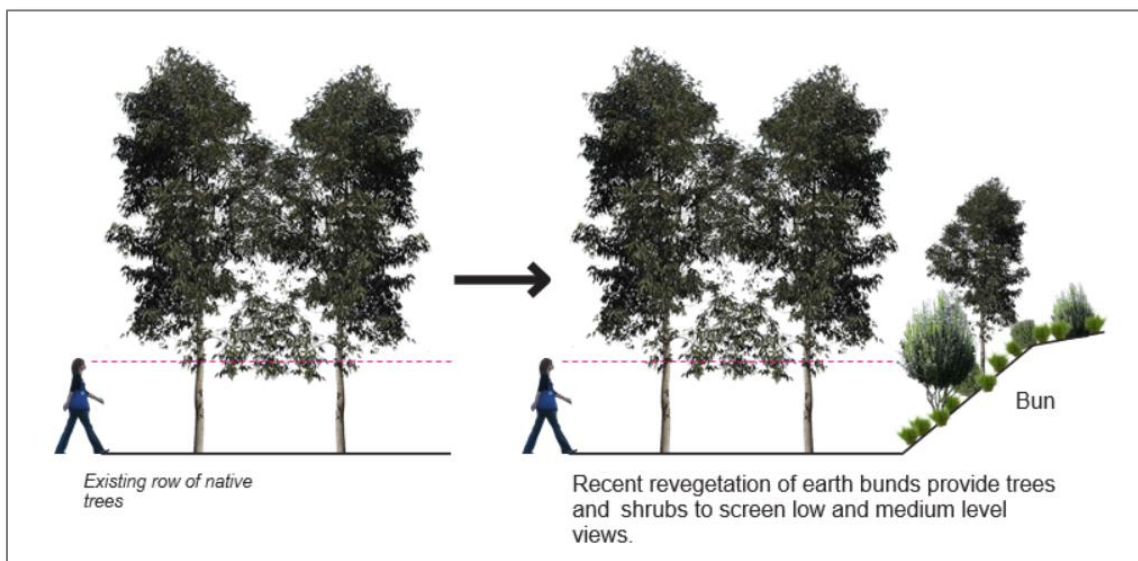 Existing row of native
trees
Bun
Recent revegetation of earth bunds provide trees
and shrubs to screen low and medium level
views.